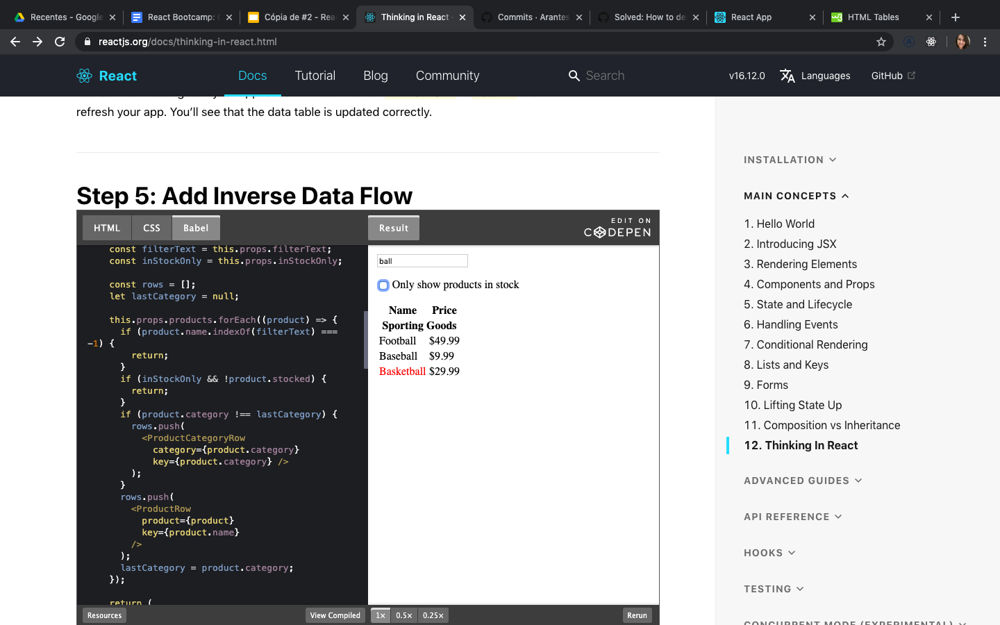 Recentes - Google
React Bootcamp:
Cópia de #2 - Rea
Thinking in React
Commits · Arantes
Solved: How to de
React App
HTML Tables
reactjs.org/docs/thinking-in-react.html
React
Docs
Tutorial
Blog
Community
Search
v16.12.0
Languages
GitHub
refresh your app. You’ll see that the data table is updated correctly.
Step 5: Add Inverse Data Flow
HTML
CSS
Babel
Result
EDIT ON
CODEPEN
const filterText = this.props.filterText;
const inStockOnly = this.props.inStockOnly;
const rows = [];
let lastCategory = null;
this.props.products.forEach((product) => {
if (product.name.indexOf(filterText) ===
-1) {
return;
}
if (inStockOnly && !product.stocked) {
return;
}
if (product.category !== lastCategory) {
rows.push(
<ProductCategoryRow
category={product.category}
key={product.category} />
);
}
rows.push(
<ProductRow
product={product}
key={product.name}
/>
);
lastCategory = product.category;
});
return (
ball
Only show products in stock
Name Price
Sporting Goods
Football $49.99
Baseball $9.99
Basketball $29.99
Resources
View Compiled
1×
0.5×
0.25×
Rerun
INSTALLATION
MAIN CONCEPTS
1. Hello World
2. Introducing JSX
3. Rendering Elements
4. Components and Props
5. State and Lifecycle
6. Handling Events
7. Conditional Rendering
8. Lists and Keys
9. Forms
10. Lifting State Up
11. Composition vs Inheritance
12. Thinking In React
ADVANCED GUIDES
API REFERENCE
HOOKS
TESTING
CONCURRENT MODE (EXPERIMENTAL)